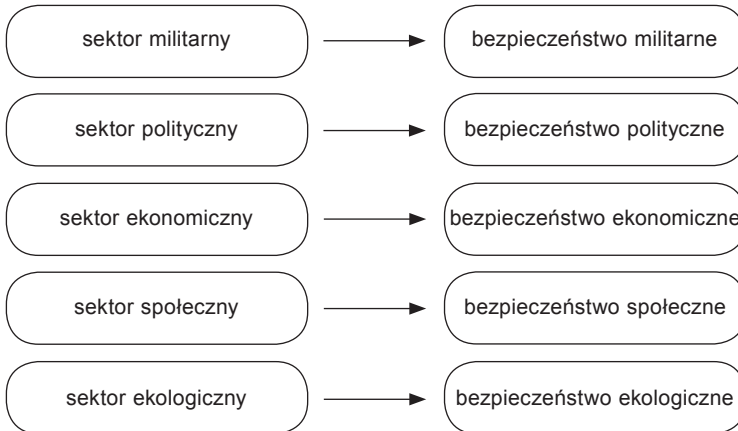 sektor militarny
bezpieczeństwo militarne
sektor polityczny
bezpieczeństwo polityczne
sektor ekonomiczny
bezpieczeństwo ekonomiczne
sektor społeczny
bezpieczeństwo społeczne
sektor ekologiczny
bezpieczeństwo ekologiczne